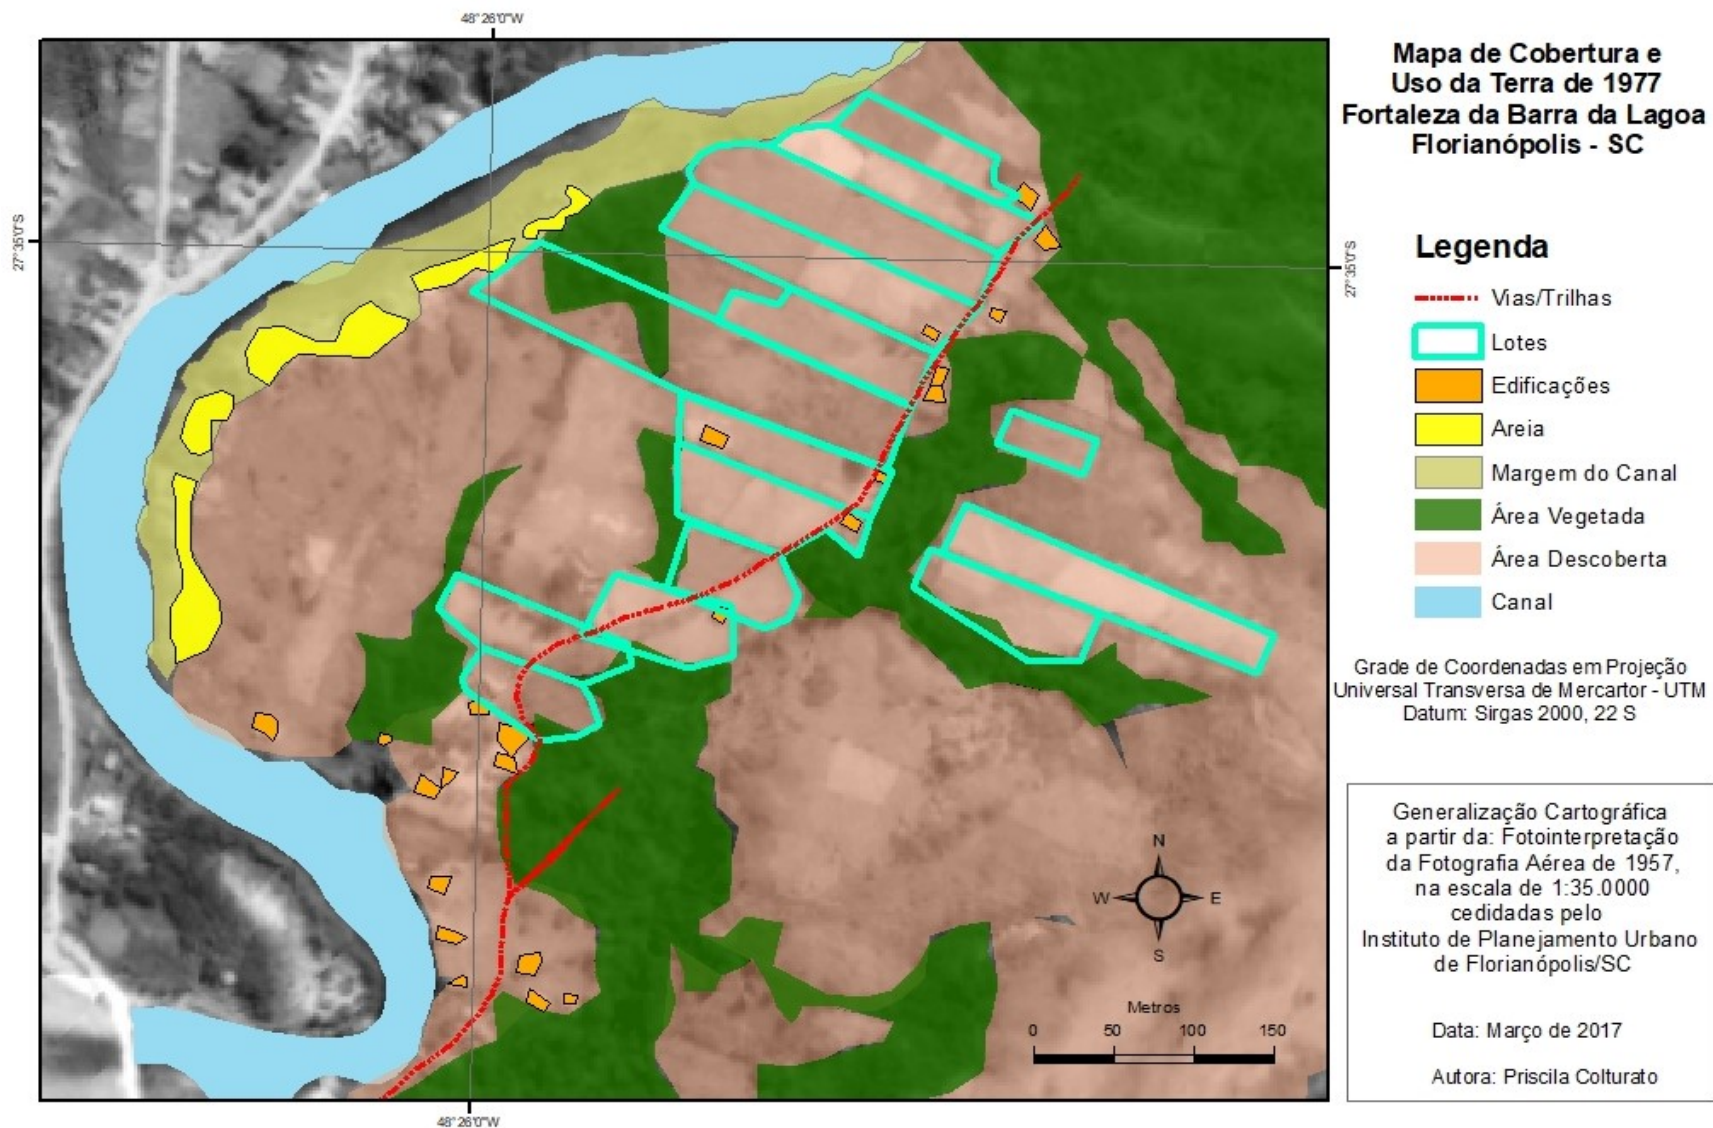 48°26'0"W
Mapa de Cobertura e
Uso da Terra de 1977
Fortaleza da Barra da Lagoa
Florianópolis - SC
27°35'0"S
27°35'0"S
Legenda
Vias/Trilhas
Lotes
Edificações
Areia
Margem do Canal
Área Vegetada
Área Descoberta
Canal
Grade de Coordenadas em Projeção
Universal Transversa de Mercartor - UTM
Datum: Sirgas 2000, 22 S
Generalização Cartográfica
a partir da: Fotointerpretação
da Fotografia Aérea de 1957,
na escala de 1:35.0000
cedidadas pelo
Instituto de Planejamento Urbano
de Florianópolis/SC
Data: Março de 2017
Autora: Priscila Colturato
N
W E
S
Metros
0 50 100 150
48°26'0"W